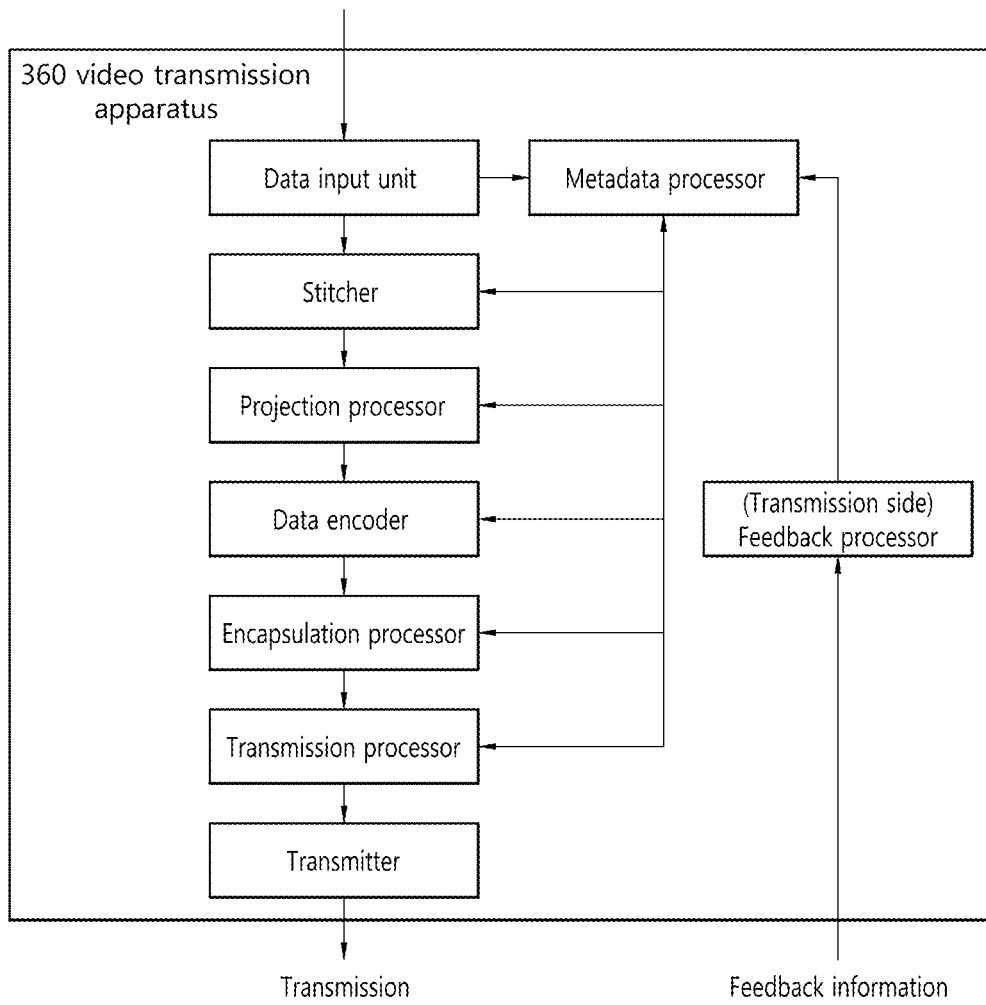 360 video transmission
apparatus
Data input unit
Metadata processor
Stitcher
Projection processor
Data encoder
(Transmission side)
Feedback processor
Encapsulation processor
Transmission processor
Transmitter
Transmission
Feedback information